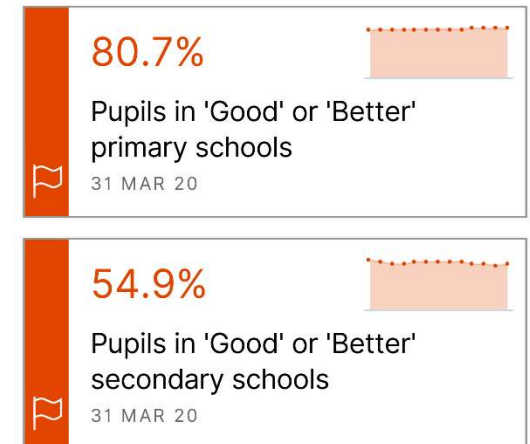 80.7%
Pupils in 'Good' or 'Better'
primary schools
31 MAR 20
54.9%
Pupils in 'Good' or 'Better'
secondary schools
31 MAR 20